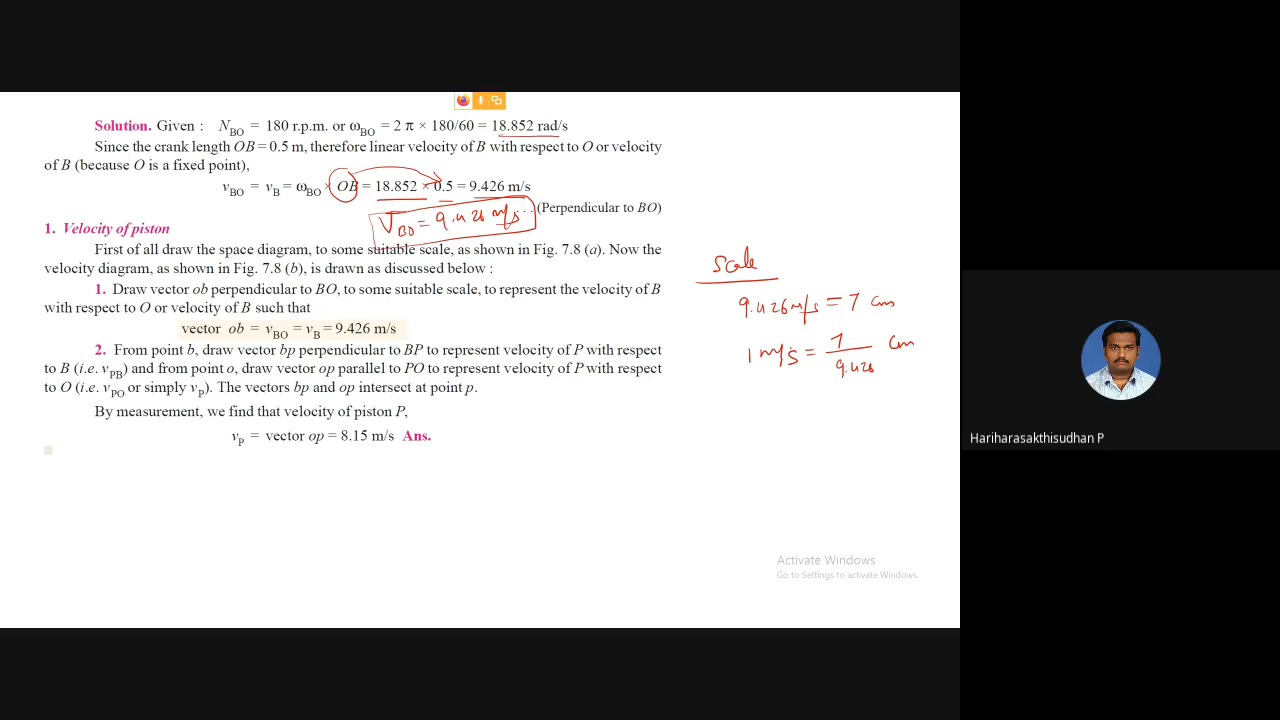 Solution. Given : N_BO = 180 r.p.m. or ω_BO = 2 π × 180/60 = 18.852 rad/s
Since the crank length OB = 0.5 m, therefore linear velocity of B with respect to O or velocity
of B (because O is a fixed point),
v_BO = v_B = ω_BO × OB = 18.852 × 0.5 = 9.426 m/s
... (Perpendicular to BO)
V_BO = 9.426 m/s
1. Velocity of piston
First of all draw the space diagram, to some suitable scale, as shown in Fig. 7.8 (a). Now the
velocity diagram, as shown in Fig. 7.8 (b), is drawn as discussed below :
1. Draw vector ob perpendicular to BO, to some suitable scale, to represent the velocity of B
with respect to O or velocity of B such that
vector ob = v_BO = v_B = 9.426 m/s
2. From point b, draw vector bp perpendicular to BP to represent velocity of P with respect
to B (i.e. v_PB) and from point o, draw vector op parallel to PO to represent velocity of P with respect
to O (i.e. v_PO or simply v_P). The vectors bp and op intersect at point p.
By measurement, we find that velocity of piston P,
v_P = vector op = 8.15 m/s Ans.
Scale
9.426 m/s = 7 cm
1 m/s = 7/9.426 cm
Activate Windows
Go to Settings to activate Windows.
Hariharasakthisudhan P